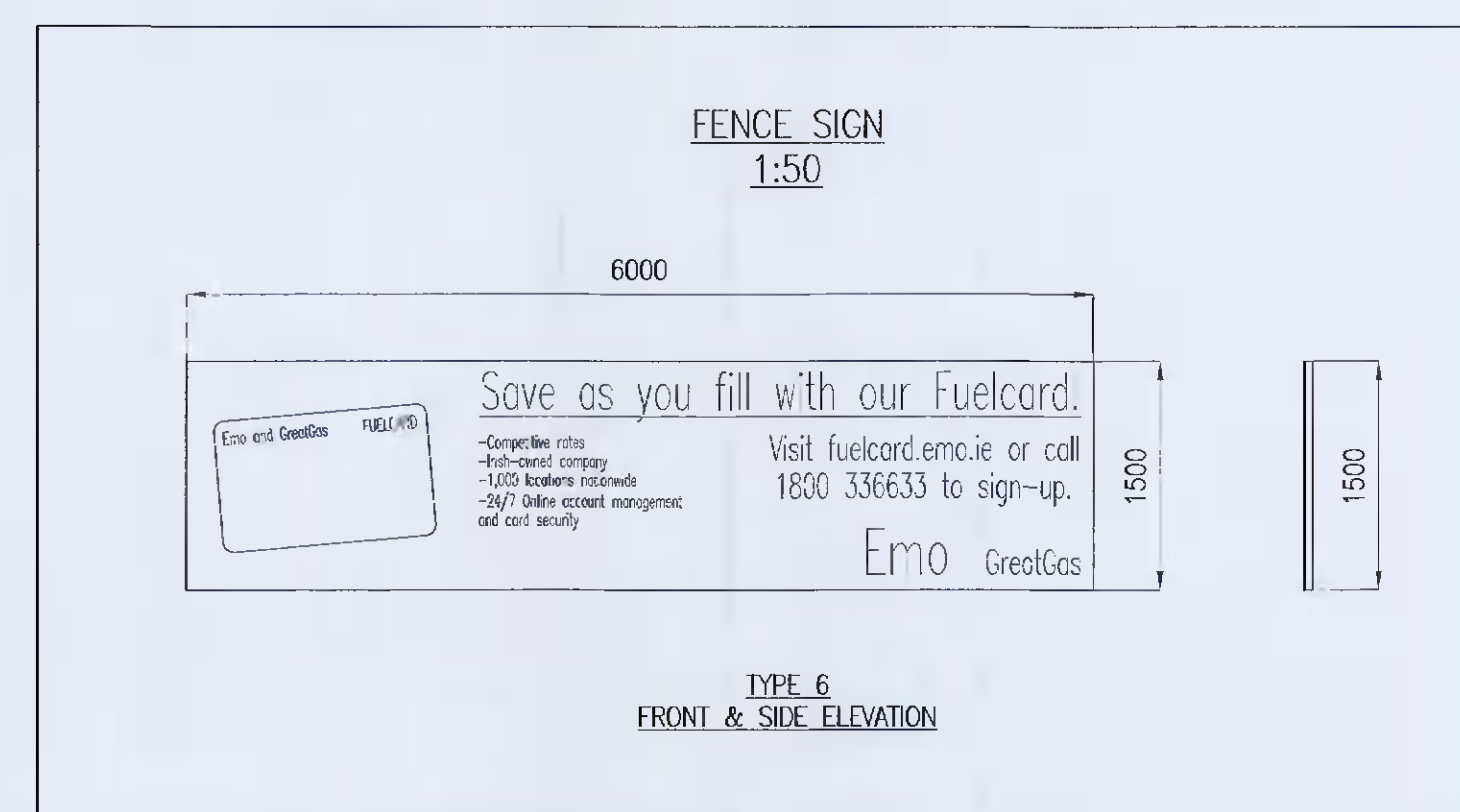 FENCE SIGN
1:50
6000
Save as you fill with our Fuelcard.
Emo and GreatGas FUELCARD
-Competitive rates
-Irish-owned company
-1,000 locations nationwide
-24/7 Online account management
and card security
Visit fuelcard.emo.ie or call
1800 336633 to sign-up.
Emo GreatGas
1500
1500
TYPE 6
FRONT & SIDE ELEVATION